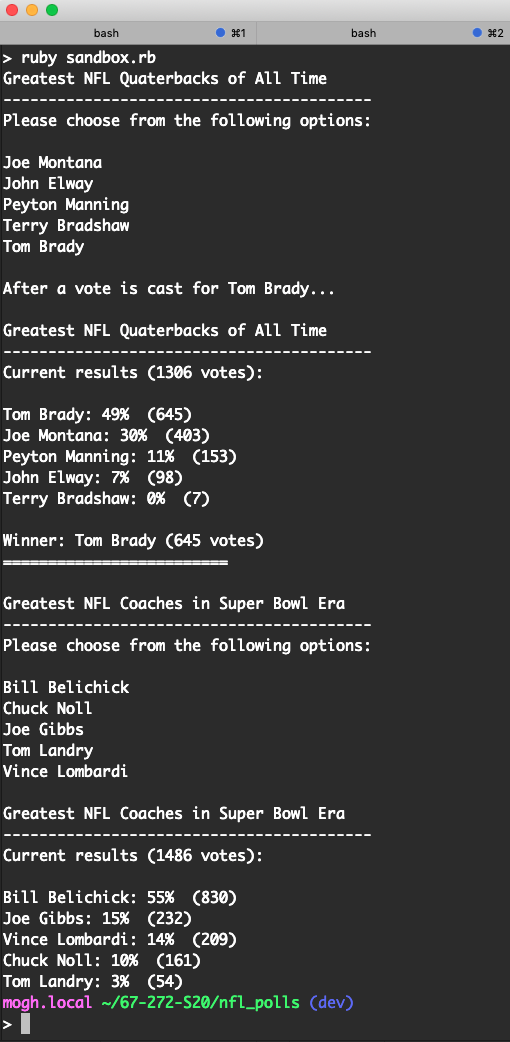 bash ⌘1 bash ⌘2
> ruby sandbox.rb
Greatest NFL Quaterbacks of All Time
-----------------------------------------
Please choose from the following options:
Joe Montana
John Elway
Peyton Manning
Terry Bradshaw
Tom Brady
After a vote is cast for Tom Brady...
Greatest NFL Quaterbacks of All Time
-----------------------------------------
Current results (1306 votes):
Tom Brady: 49%  (645)
Joe Montana: 30%  (403)
Peyton Manning: 11%  (153)
John Elway: 7%  (98)
Terry Bradshaw: 0%  (7)
Winner: Tom Brady (645 votes)
=========================
Greatest NFL Coaches in Super Bowl Era
-----------------------------------------
Please choose from the following options:
Bill Belichick
Chuck Noll
Joe Gibbs
Tom Landry
Vince Lombardi
Greatest NFL Coaches in Super Bowl Era
-----------------------------------------
Current results (1486 votes):
Bill Belichick: 55%  (830)
Joe Gibbs: 15%  (232)
Vince Lombardi: 14%  (209)
Chuck Noll: 10%  (161)
Tom Landry: 3%  (54)
mogh.local ~/67-272-S20/nfl_polls (dev)
>